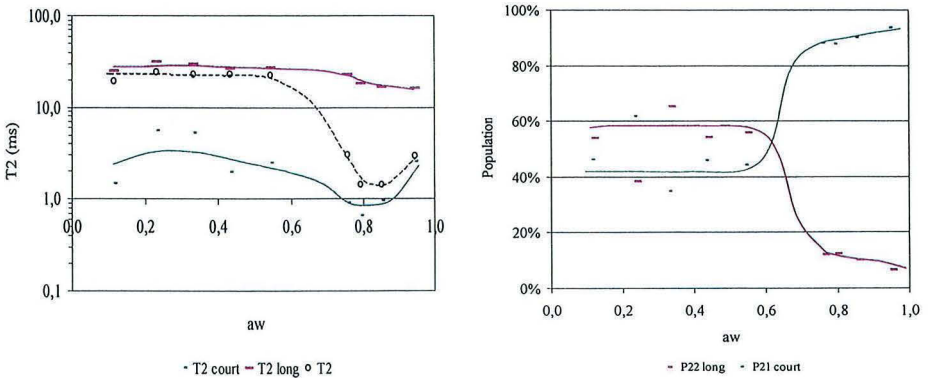 100,0
10,0
1,0
0,1
T2 (ms)
0,0 0,2 0,4 0,6 0,8 1,0
aw
T2 court T2 long T2
100%
80%
60%
40%
20%
0%
Population
0,0 0,2 0,4 0,6 0,8 1,0
aw
P22 long P21 court